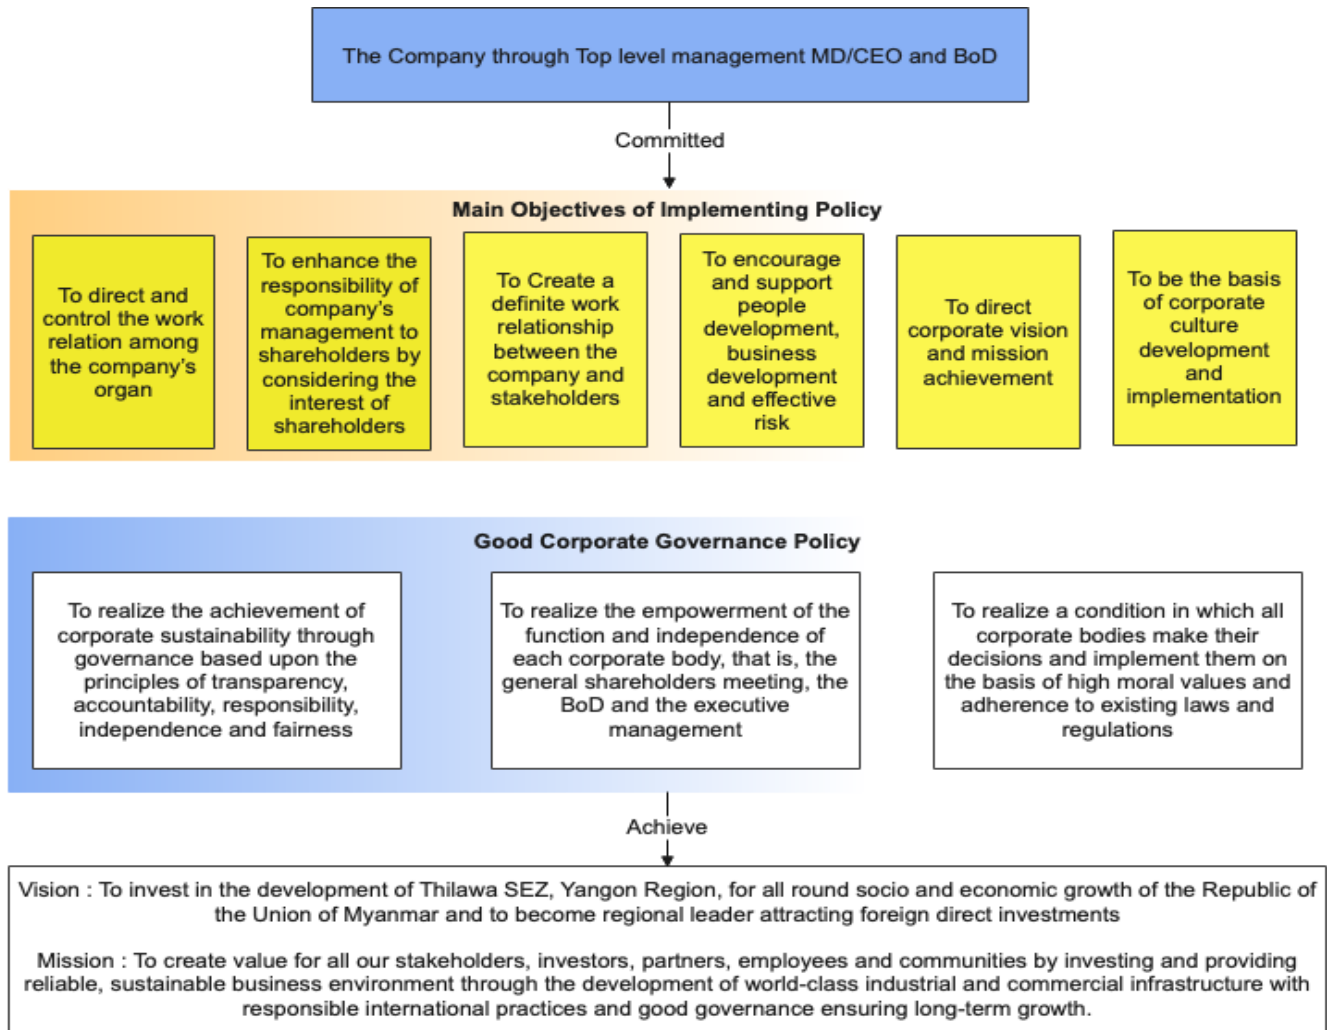 The Company through Top level management MD/CEO and BoD
Committed
Main Objectives of Implementing Policy
To direct and
control the work
relation among
the company's
organ
To enhance the
responsibility of
company's
management to
shareholders by
considering the
interest of
shareholders
To Create a
definite work
relationship
between the
company and
stakeholders
To encourage
and support
people
development,
business
development
and effective
risk
To direct
corporate vision
and mission
achievement
To be the basis
of corporate
culture
development
and
implementation
Good Corporate Governance Policy
To realize the achievement of
corporate sustainability through
governance based upon the
principles of transparency,
accountability, responsibility,
independence and fairness
To realize the empowerment of the
function and independence of
each corporate body, that is, the
general shareholders meeting, the
BoD and the executive
management
To realize a condition in which all
corporate bodies make their
decisions and implement them on
the basis of high moral values and
adherence to existing laws and
regulations
Achieve
Vision : To invest in the development of Thilawa SEZ, Yangon Region, for all round socio and economic growth of the Republic of
the Union of Myanmar and to become regional leader attracting foreign direct investments
Mission : To create value for all our stakeholders, investors, partners, employees and communities by investing and providing
reliable, sustainable business environment through the development of world-class industrial and commercial infrastructure with
responsible international practices and good governance ensuring long-term growth.